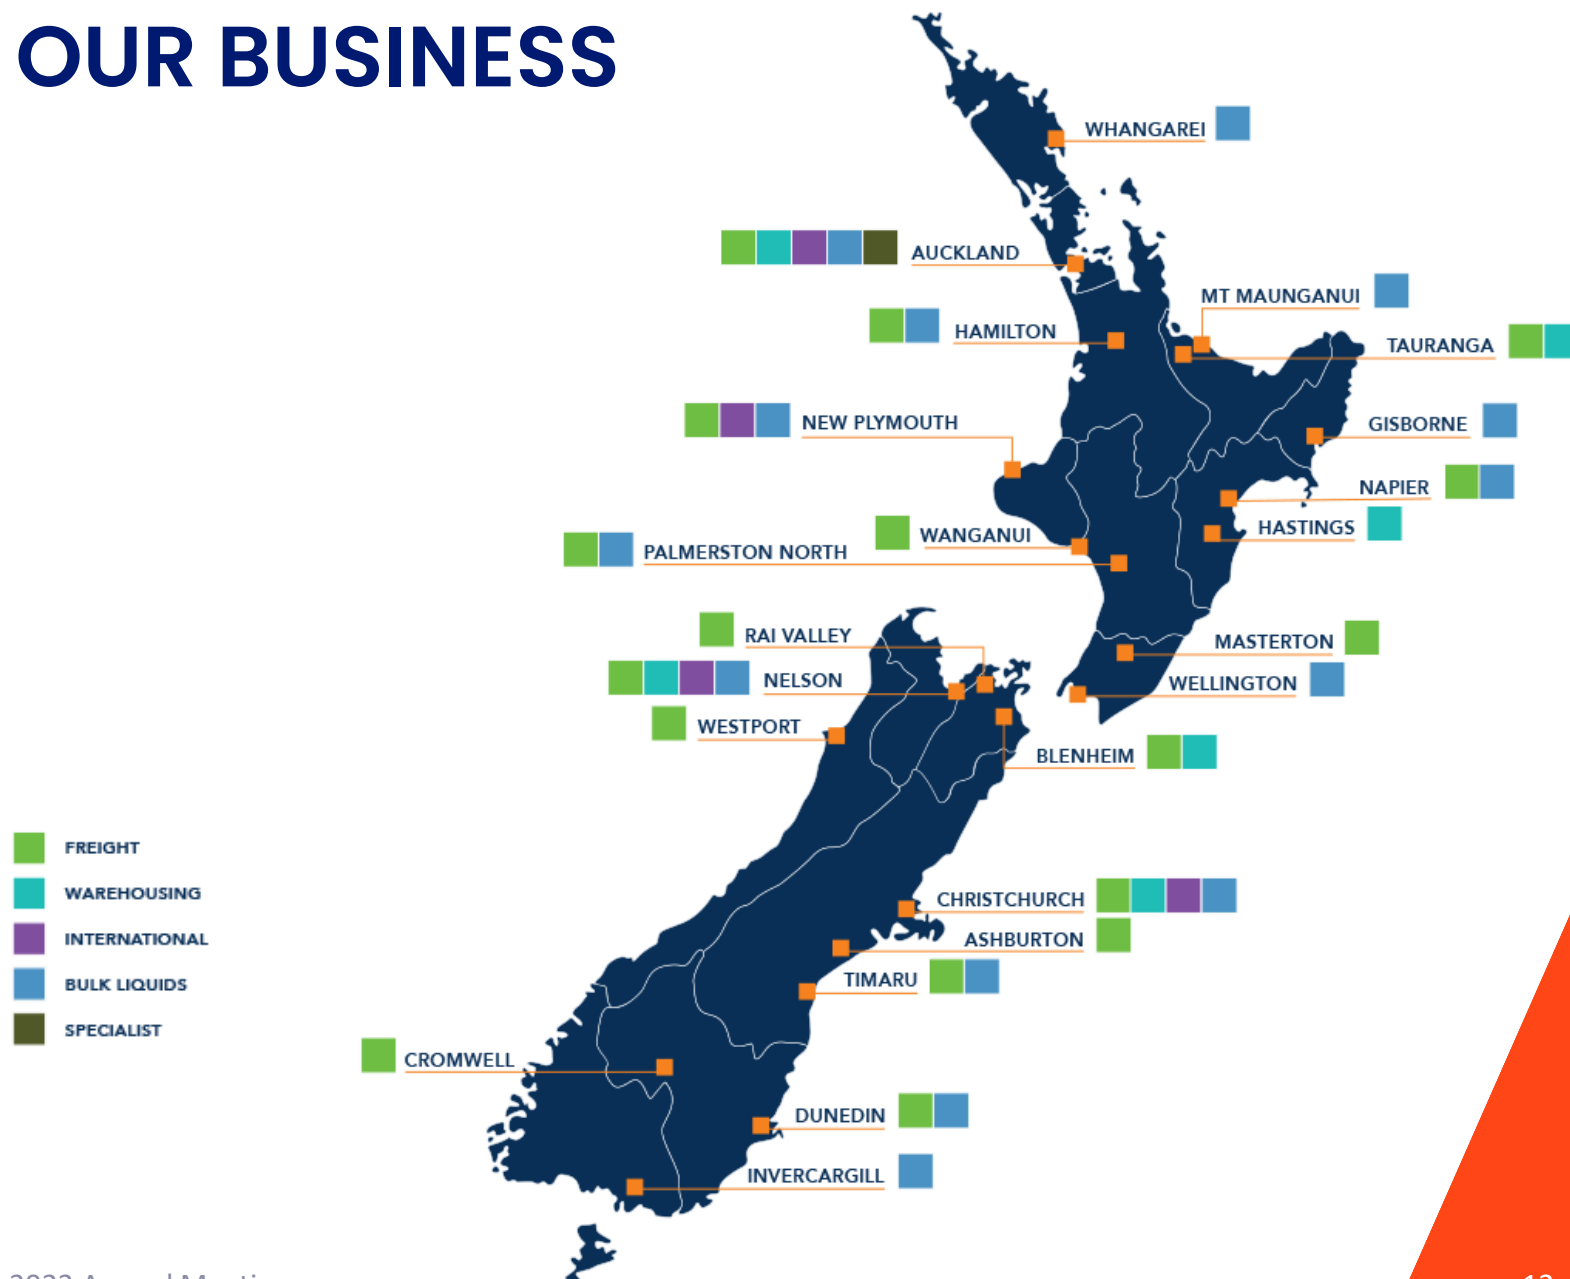 OUR BUSINESS
WHANGAREI
AUCKLAND
MT MAUNGANUI
HAMILTON
TAURANGA
NEW PLYMOUTH
GISBORNE
NAPIER
WANGANUI
HASTINGS
PALMERSTON NORTH
RAI VALLEY
MASTERTON
NELSON
WELLINGTON
WESTPORT
BLENHEIM
FREIGHT
WAREHOUSING
INTERNATIONAL
BULK LIQUIDS
SPECIALIST
CHRISTCHURCH
ASHBURTON
TIMARU
CROMWELL
DUNEDIN
INVERCARGILL